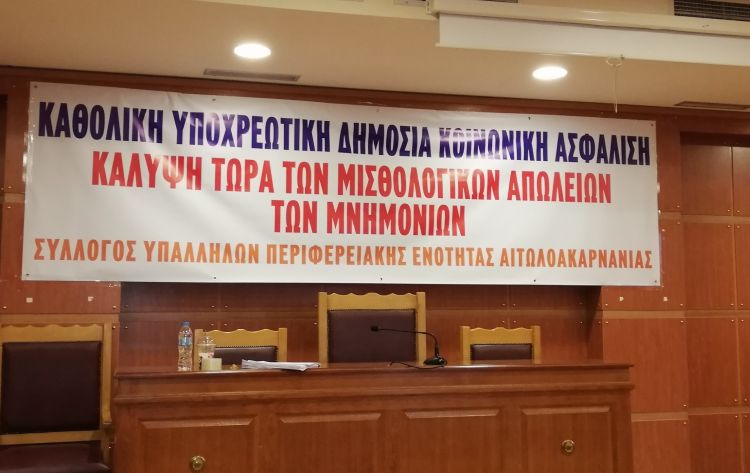 ΚΑΘΟΛΙΚΗ ΥΠΟΧΡΕΩΤΙΚΗ ΔΗΜΟΣΙΑ ΚΟΙΝΩΝΙΚΗ ΑΣΦΑΛΙΣΗ
ΚΑΛΥΨΗ ΤΩΡΑ ΤΩΝ ΜΙΣΘΟΛΟΓΙΚΩΝ ΑΠΩΛΕΙΩΝ
ΤΩΝ ΜΝΗΜΟΝΙΩΝ
ΣΥΛΛΟΓΟΣ ΥΠΑΛΛΗΛΩΝ ΠΕΡΙΦΕΡΕΙΑΚΗΣ ΕΝΟΤΗΤΑΣ ΑΙΤΩΛΟΑΚΑΡΝΑΝΙΑΣ